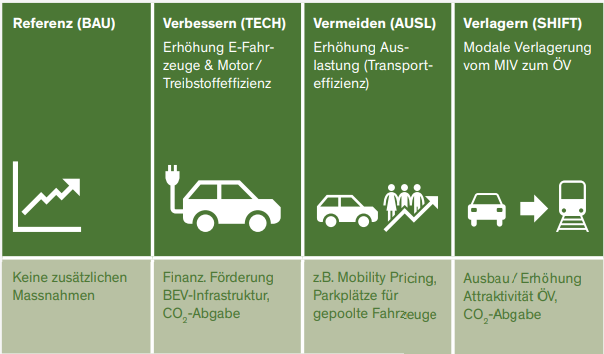 Referenz (BAU)
Verbessern (TECH)
Erhöhung E-Fahr-
zeuge & Motor /
Treibstoffeffizienz
Vermeiden (AUSL)
Erhöhung Aus-
lastung (Transport-
effizienz)
Verlagern (SHIFT)
Modale Verlagerung
vom MIV zum ÖV
Keine zusätzlichen
Massnahmen
Finanz. Förderung
BEV-Infrastruktur,
CO₂-Abgabe
z.B. Mobility Pricing,
Parkplätze für
gepoolte Fahrzeuge
Ausbau / Erhöhung
Attraktivität ÖV,
CO₂-Abgabe